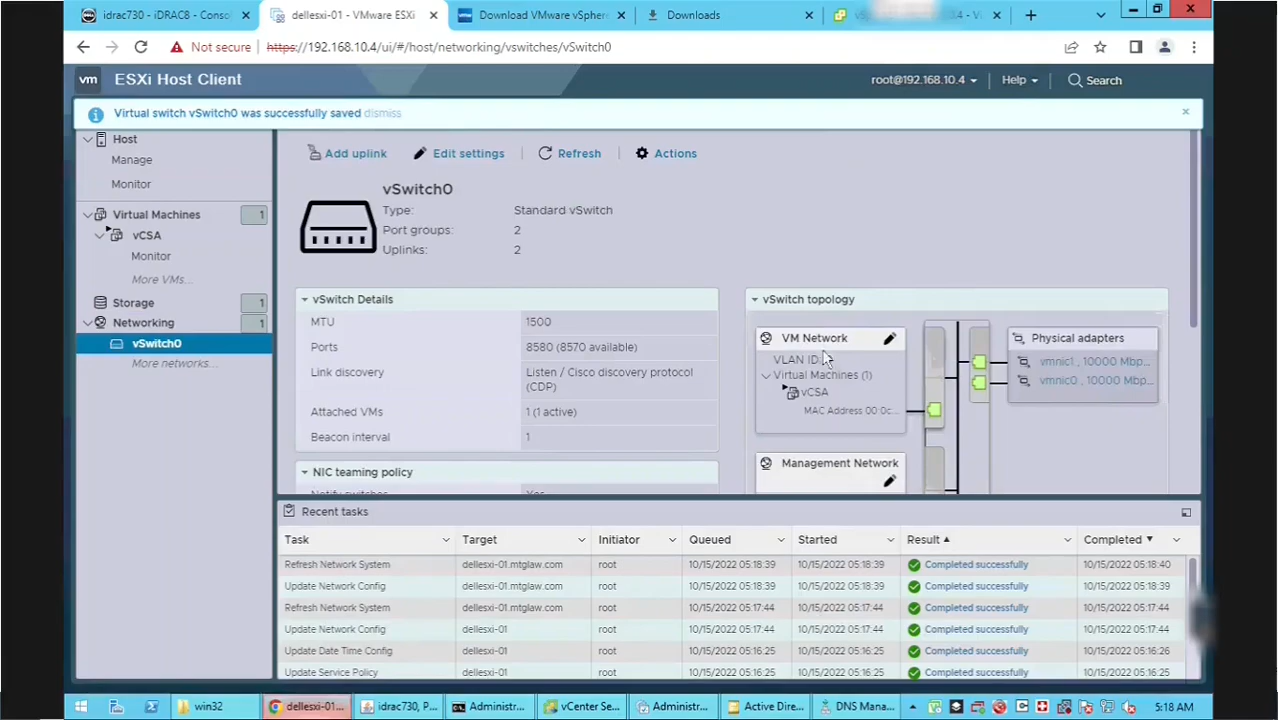 idrac730 - iDRAC8 - Conso
dellesxi-01 - VMware ESXi
Download VMware vSphere
Downloads
Not secure
https://192.168.10.4/ui/#/host/networking/vswitches/vSwitch0
vm ESXi Host Client
root@192.168.10.4
Help
Search
Virtual switch vSwitch0 was successfully saved dismiss
Host
Manage
Monitor
Virtual Machines 1
vCSA
Monitor
More VMs...
Storage 1
Networking 1
vSwitch0
More networks...
Add uplink
Edit settings
Refresh
Actions
vSwitch0
Type: Standard vSwitch
Port groups: 2
Uplinks: 2
vSwitch Details
MTU 1500
Ports 8580 (8570 available)
Link discovery Listen / Cisco discovery protocol
(CDP)
Attached VMs 1 (1 active)
Beacon interval 1
NIC teaming policy
Notify switches Yes
vSwitch topology
VM Network
VLAN ID:
Virtual Machines (1)
vCSA
MAC Address 00:0c...
Management Network
Physical adapters
vmnic1 , 10000 Mbp...
vmnic0 , 10000 Mbp...
Recent tasks
Task Target Initiator Queued Started Result Completed
Refresh Network System dellesxi-01.mtglaw.com root 10/15/2022 05:18:39 10/15/2022 05:18:39 Completed successfully 10/15/2022 05:18:40
Update Network Config dellesxi-01.mtglaw.com root 10/15/2022 05:18:39 10/15/2022 05:18:39 Completed successfully 10/15/2022 05:18:39
Refresh Network System dellesxi-01.mtglaw.com root 10/15/2022 05:17:44 10/15/2022 05:17:44 Completed successfully 10/15/2022 05:17:44
Update Network Config dellesxi-01 root 10/15/2022 05:17:44 10/15/2022 05:17:44 Completed successfully 10/15/2022 05:17:44
Update Date Time Config dellesxi-01 root 10/15/2022 05:16:25 10/15/2022 05:16:25 Completed successfully 10/15/2022 05:16:26
Update Service Policy dellesxi-01 root 10/15/2022 05:16:25 10/15/2022 05:16:25 Completed successfully 10/15/2022 05:16:25
win32
dellesxi-01...
idrac730, P...
Administr...
vCenter Se...
Administr...
Active Dire...
DNS Mana...
5:18 AM